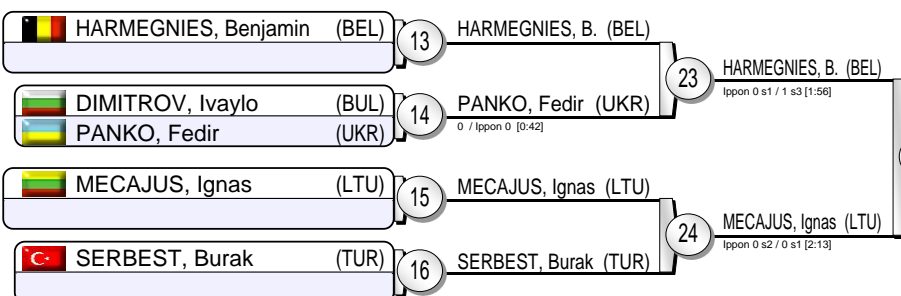 HARMEGNIES, Benjamin (BEL)
13
DIMITROV, Ivaylo (BUL)
PANKO, Fedir (UKR)
14
MECAJUS, Ignas (LTU)
15
SERBEST, Burak (TUR)
16
HARMEGNIES, B. (BEL)
PANKO, Fedir (UKR)
0 / Ippon 0 [0:42]
23
MECAJUS, Ignas (LTU)
SERBEST, Burak (TUR)
24
HARMEGNIES, B. (BEL)
Ippon 0 s1 / 1 s3 [1:56]
MECAJUS, Ignas (LTU)
Ippon 0 s2 / 0 s1 [2:13]